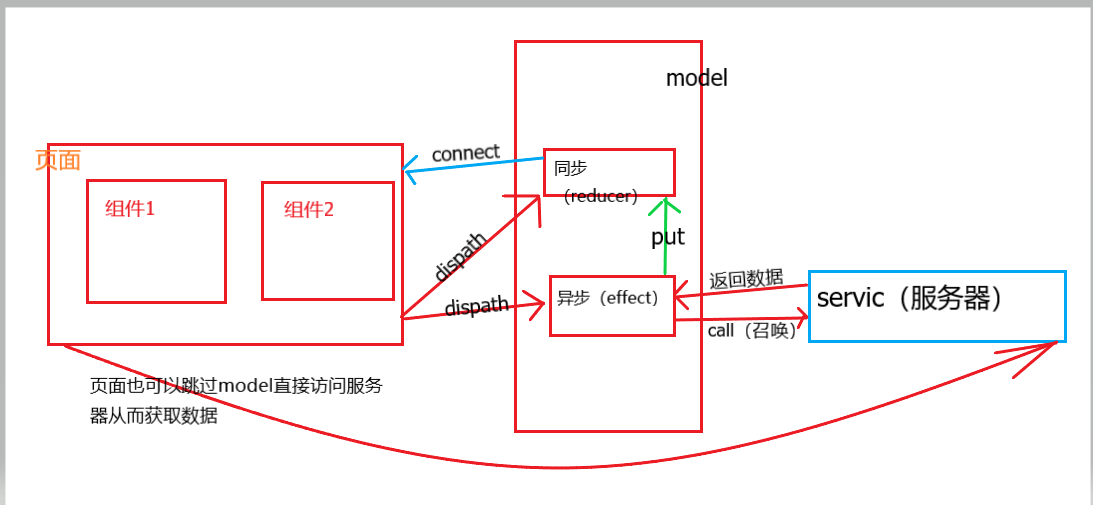 model
页面
connect
同步
（reducer）
组件1
组件2
dispath
put
dispath
异步（effect）
返回数据
call（召唤）
servic（服务器）
页面也可以跳过model直接访问服务
器从而获取数据